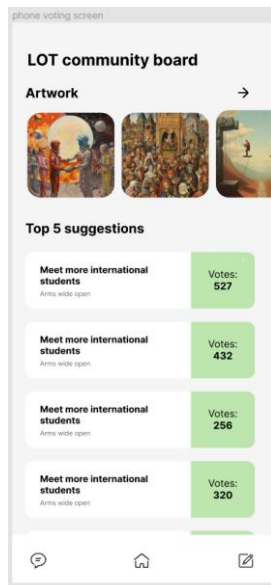 phone voting screen
LOT community board
Artwork
Top 5 suggestions
Meet more international
students
Arms wide open
Votes:
527
Meet more international
students
Arms wide open
Votes:
432
Meet more international
students
Arms wide open
Votes:
256
Meet more international
students
Arms wide open
Votes:
320